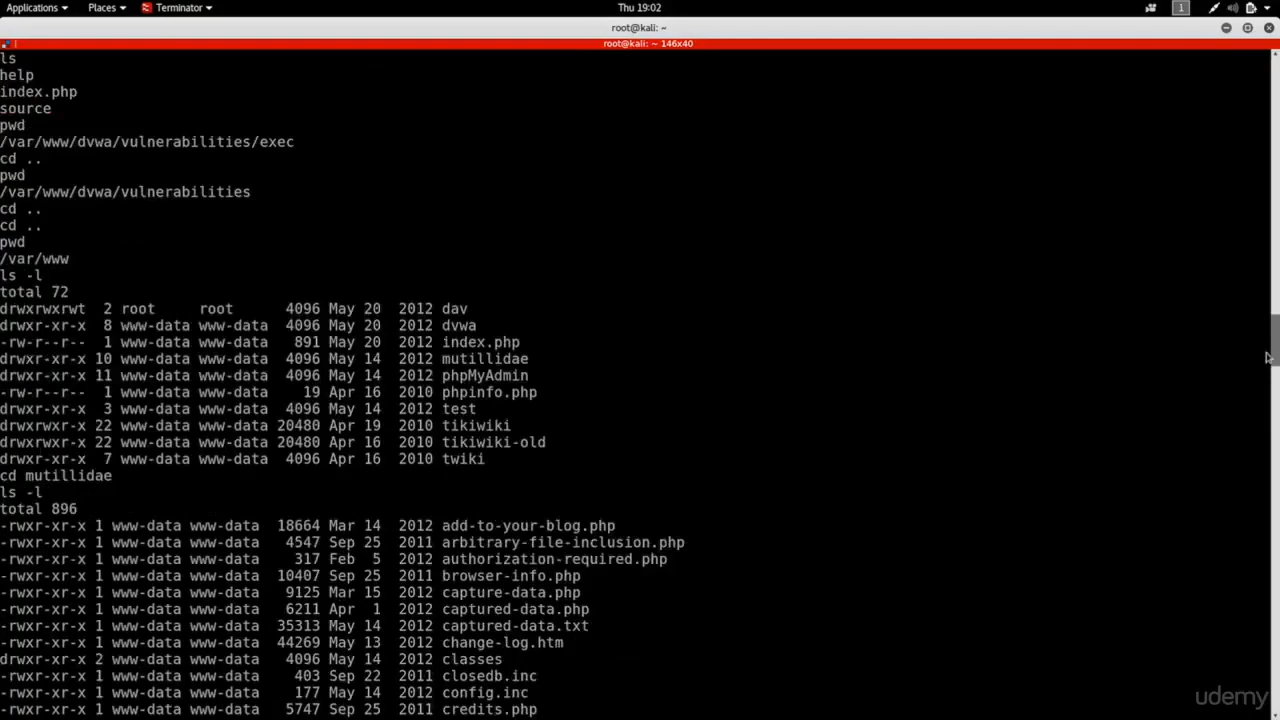 Applications Places Terminator Thu 19:02 1
root@kali: ~
root@kali: ~ 146x40
ls
help
index.php
source
pwd
/var/www/dvwa/vulnerabilities/exec
cd ..
pwd
/var/www/dvwa/vulnerabilities
cd ..
cd ..
pwd
/var/www
ls -l
total 72
drwxrwxrwt  2 root     root      4096 May 20  2012 dav
drwxr-xr-x  8 www-data www-data  4096 May 20  2012 dvwa
-rw-r--r--  1 www-data www-data   891 May 20  2012 index.php
drwxr-xr-x 10 www-data www-data  4096 May 14  2012 mutillidae
drwxr-xr-x 11 www-data www-data  4096 May 14  2012 phpMyAdmin
-rw-r--r--  1 www-data www-data    19 Apr 16  2010 phpinfo.php
drwxr-xr-x  3 www-data www-data  4096 May 14  2012 test
drwxr-xr-x 22 www-data www-data 20480 Apr 19  2010 tikiwiki
drwxr-xr-x 22 www-data www-data 20480 Apr 16  2010 tikiwiki-old
drwxr-xr-x  7 www-data www-data  4096 Apr 16  2010 twiki
cd mutillidae
ls -l
total 896
-rwxr-xr-x 1 www-data www-data  18664 Mar 14  2012 add-to-your-blog.php
-rwxr-xr-x 1 www-data www-data   4547 Sep 25  2011 arbitrary-file-inclusion.php
-rwxr-xr-x 1 www-data www-data    317 Feb  5  2012 authorization-required.php
-rwxr-xr-x 1 www-data www-data  10407 Sep 25  2011 browser-info.php
-rwxr-xr-x 1 www-data www-data   9125 Mar 15  2012 capture-data.php
-rwxr-xr-x 1 www-data www-data   6211 Apr  1  2012 captured-data.php
-rwxr-xr-x 1 www-data www-data  35313 May 14  2012 captured-data.txt
-rwxr-xr-x 1 www-data www-data  44269 May 13  2012 change-log.htm
drwxr-xr-x 2 www-data www-data   4096 May 14  2012 classes
-rwxr-xr-x 1 www-data www-data    403 Sep 22  2011 closedb.inc
-rwxr-xr-x 1 www-data www-data    177 May 14  2012 config.inc
-rwxr-xr-x 1 www-data www-data   5747 Sep 25  2011 credits.php
udemy